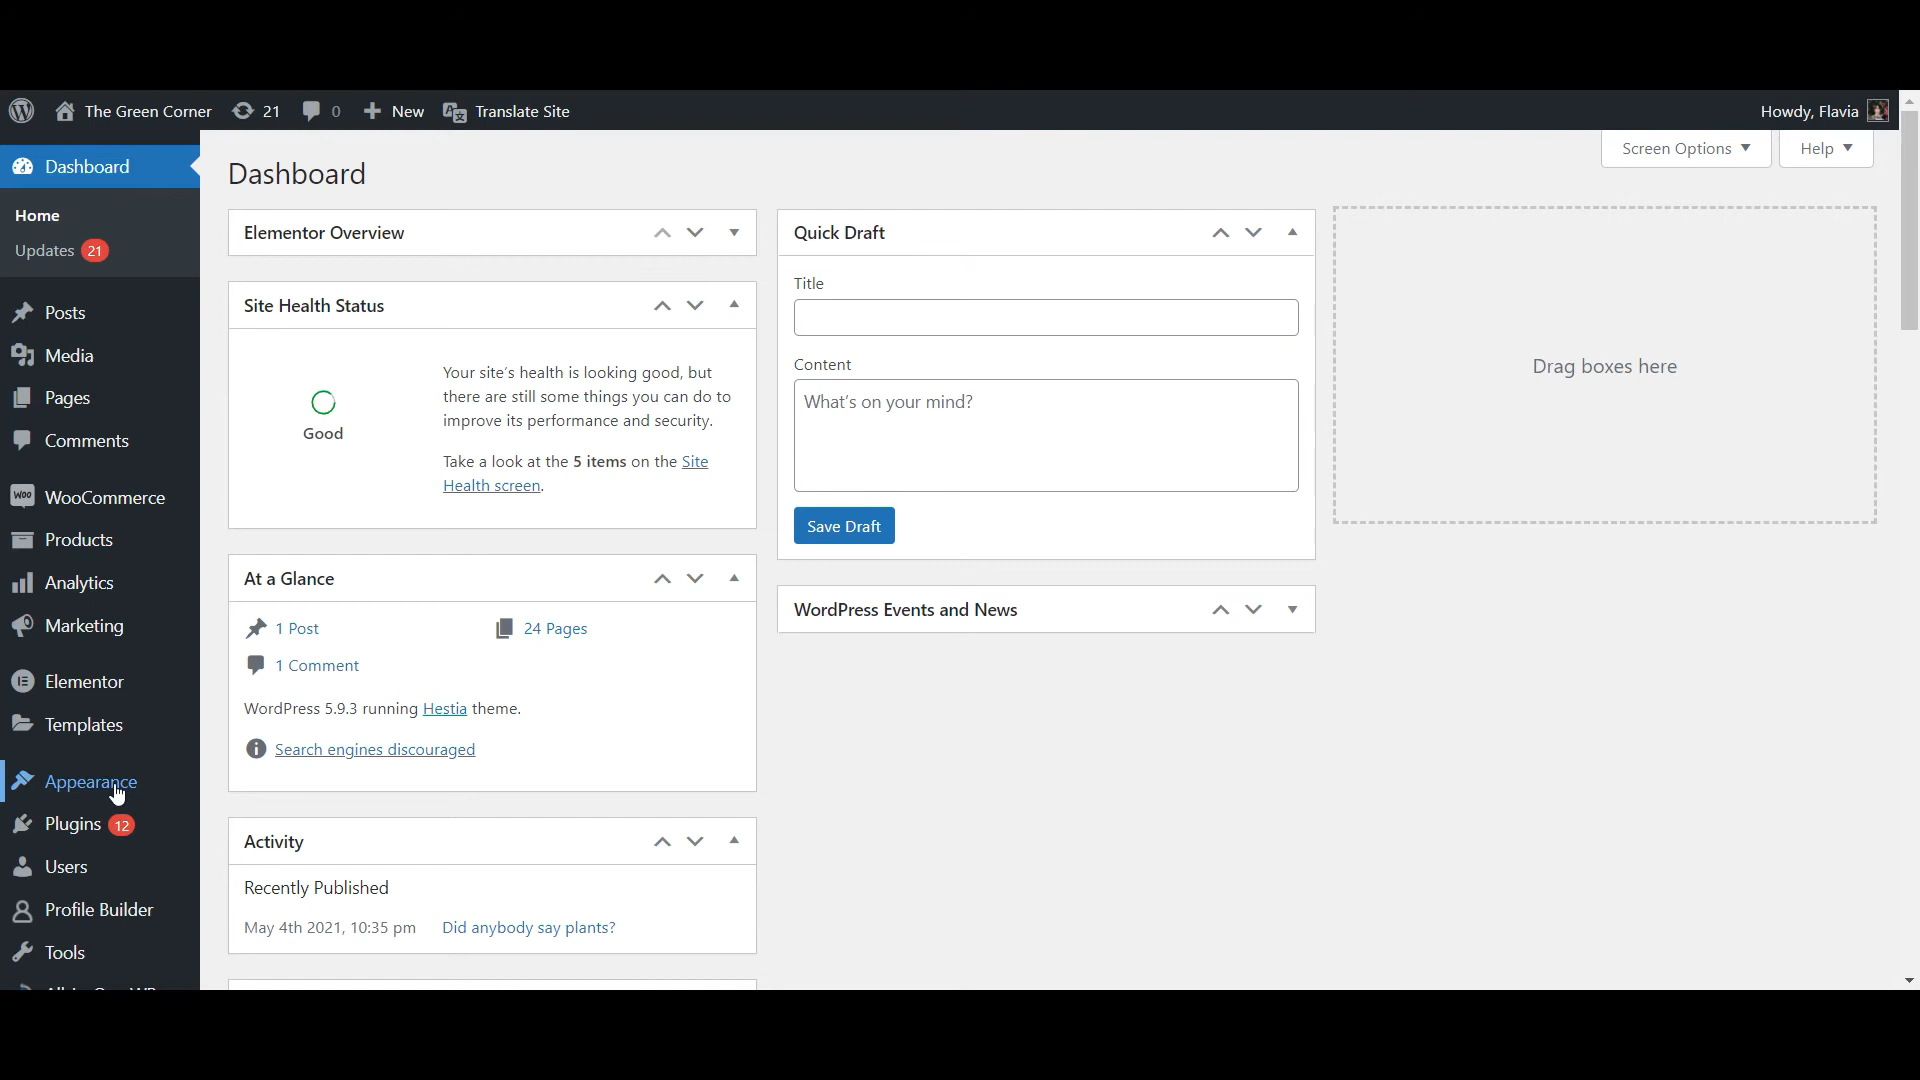 The Green Corner 21 0 New Translate Site Howdy, Flavia
Screen Options Help
Dashboard
Home
Updates 21
Posts
Media
Pages
Comments
WooCommerce
Products
Analytics
Marketing
Elementor
Templates
Appearance
Plugins 12
Users
Profile Builder
Tools
Dashboard
Elementor Overview
Site Health Status
Good
Your site's health is looking good, but
there are still some things you can do to
improve its performance and security.
Take a look at the 5 items on the Site
Health screen.
At a Glance
1 Post 24 Pages
1 Comment
WordPress 5.9.3 running Hestia theme.
Search engines discouraged
Activity
Recently Published
May 4th 2021, 10:35 pm Did anybody say plants?
Quick Draft
Title
Content
What's on your mind?
Save Draft
WordPress Events and News
Drag boxes here